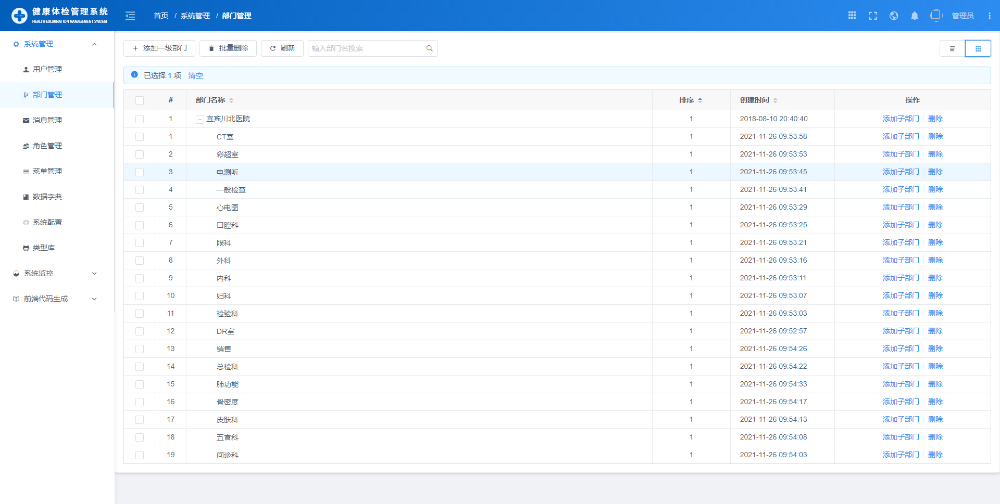 健康体检管理系统
HEALTH EXCMINATION MANAGEMENT SYATEM
首页 / 系统管理 / 部门管理
管理员
系统管理
用户管理
部门管理
消息管理
角色管理
菜单管理
数据字典
系统配置
类型库
系统监控
前端代码生成
添加一级部门 批量删除 刷新 输入部门名搜索
已选择 1 项 清空
# 部门名称 排序 创建时间 操作
1 宜宾川北医院 1 2018-08-10 20:40:40 添加子部门 删除
1 CT室 1 2021-11-26 09:53:58 添加子部门 删除
2 彩超室 1 2021-11-26 09:53:53 添加子部门 删除
3 电测听 1 2021-11-26 09:53:45 添加子部门 删除
4 一般检查 1 2021-11-26 09:53:41 添加子部门 删除
5 心电图 1 2021-11-26 09:53:29 添加子部门 删除
6 口腔科 1 2021-11-26 09:53:25 添加子部门 删除
7 眼科 1 2021-11-26 09:53:21 添加子部门 删除
8 外科 1 2021-11-26 09:53:16 添加子部门 删除
9 内科 1 2021-11-26 09:53:11 添加子部门 删除
10 妇科 1 2021-11-26 09:53:07 添加子部门 删除
11 检验科 1 2021-11-26 09:53:03 添加子部门 删除
12 DR室 1 2021-11-26 09:52:57 添加子部门 删除
13 销售 1 2021-11-26 09:54:26 添加子部门 删除
14 总检科 1 2021-11-26 09:54:22 添加子部门 删除
15 肺功能 1 2021-11-26 09:54:33 添加子部门 删除
16 骨密度 1 2021-11-26 09:54:17 添加子部门 删除
17 皮肤科 1 2021-11-26 09:54:13 添加子部门 删除
18 五官科 1 2021-11-26 09:54:08 添加子部门 删除
19 问诊科 1 2021-11-26 09:54:03 添加子部门 删除